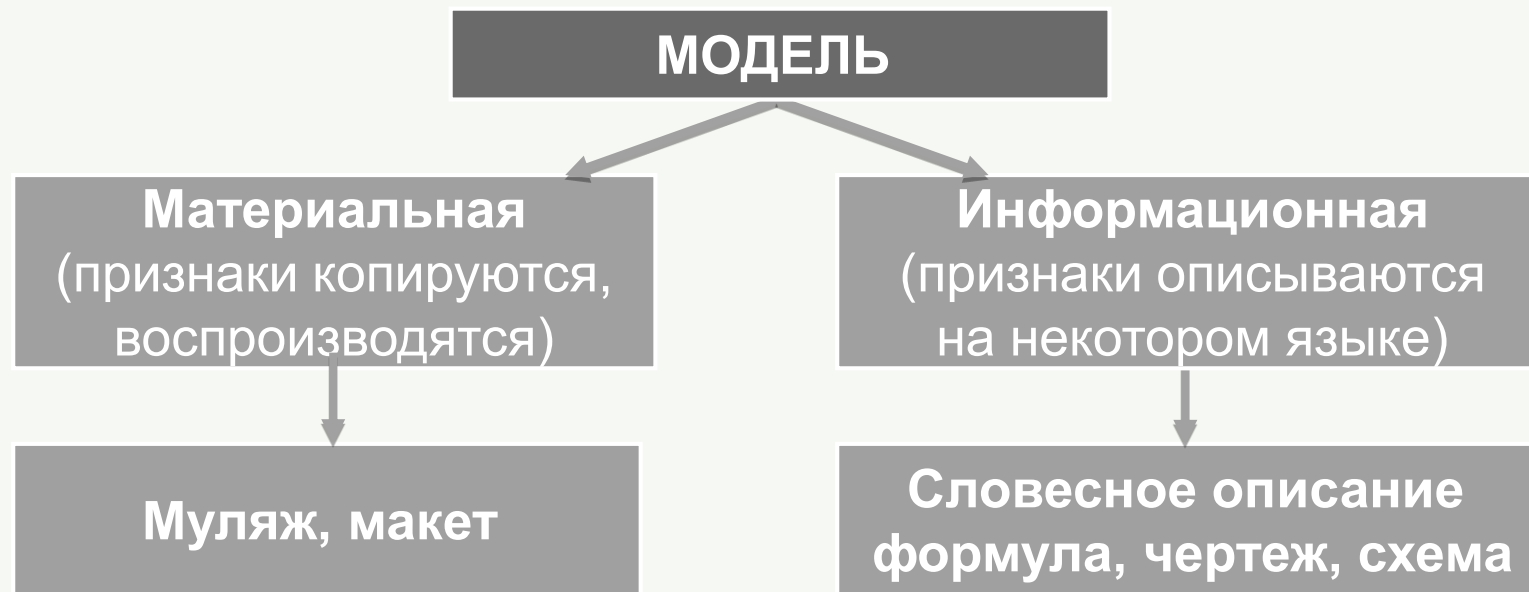 МОДЕЛЬ
Материальная
(признаки копируются,
воспроизводятся)
Информационная
(признаки описываются
на некотором языке)
Муляж, макет
Словесное описание
формула, чертеж, схема